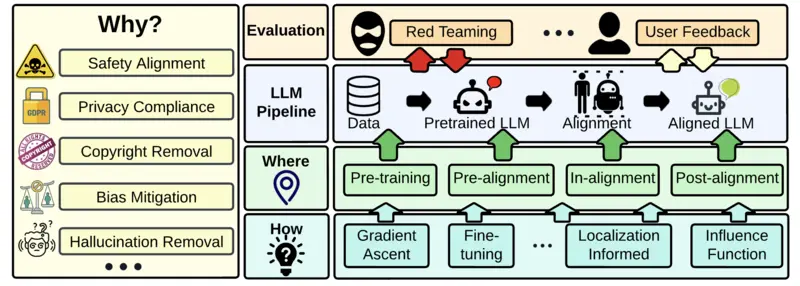 Why?
Safety Alignment
GDPR
Privacy Compliance
COPYRIGHT
Copyright Removal
Bias Mitigation
???
Hallucination Removal
Evaluation
Red Teaming
User Feedback
LLM
Pipeline
Data
Pretrained LLM
Alignment
Aligned LLM
Where
Pre-training
Pre-alignment
In-alignment
Post-alignment
How
?
Gradient
Ascent
Fine-
tuning
Localization
Informed
Influence
Function